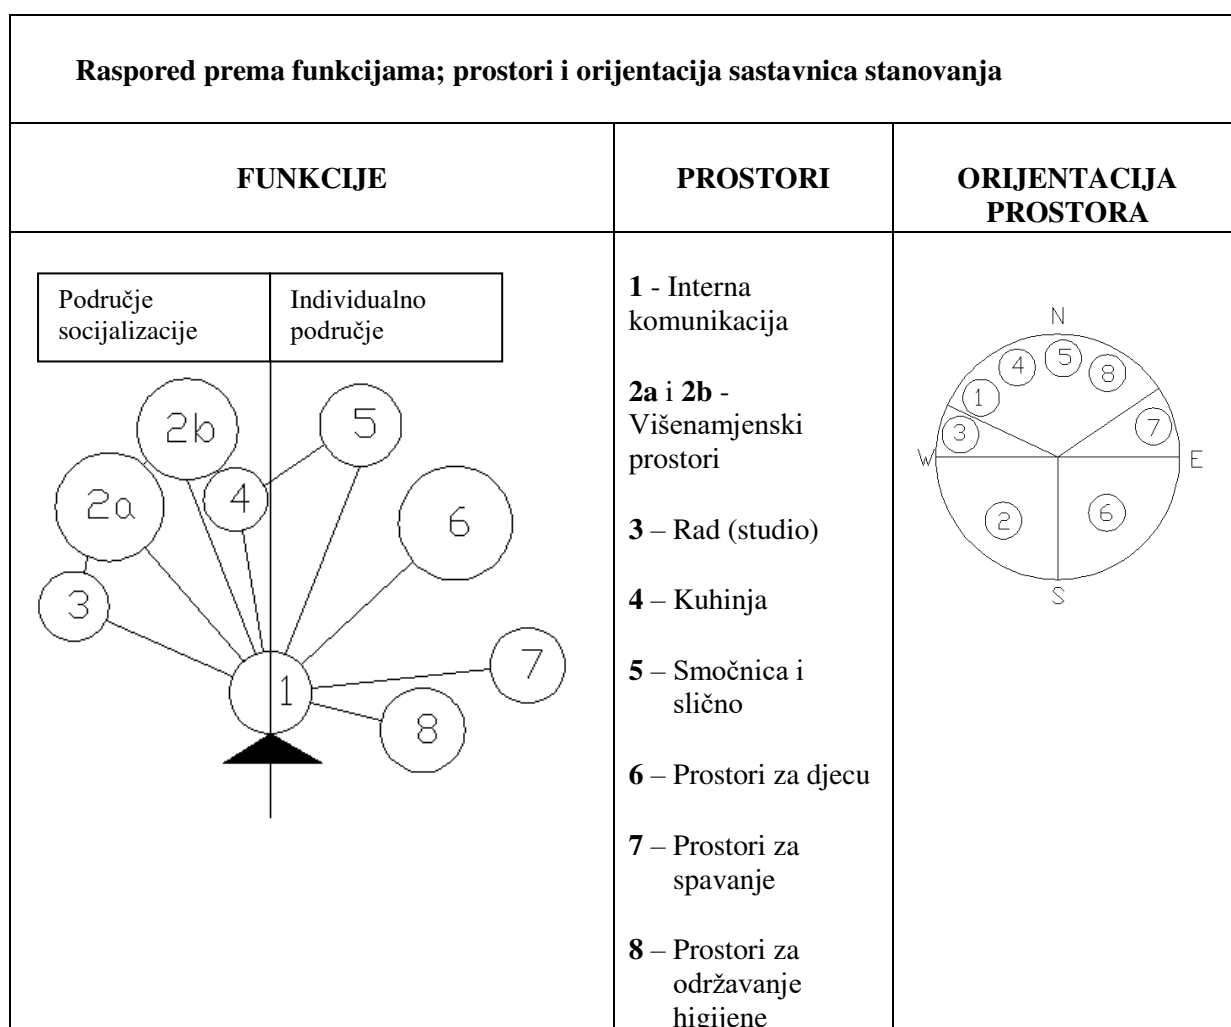 Raspored prema funkcijama; prostori i orijentacija sastavnica stanovanja
FUNKCIJE
PROSTORI
ORIJENTACIJA
PROSTORA
Područje
socijalizacije
Individualno
područje
2b
5
4
2a
6
3
7
1
8
1 - Interna
komunikacija
2a i 2b -
Višenamjenski
prostori
3 – Rad (studio)
4 – Kuhinja
5 – Smočnica i
slično
6 – Prostori za djecu
7 – Prostori za
spavanje
8 – Prostori za
održavanje
higijene
N
5
4
8
1
7
3
W
E
2
6
S